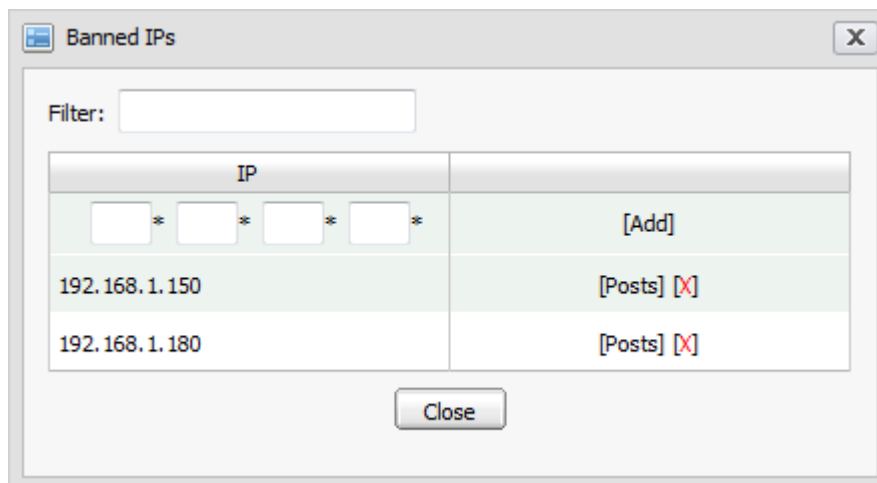 Banned IPs X
Filter:
IP
* * * * [Add]
192.168.1.150 [Posts] [X]
192.168.1.180 [Posts] [X]
Close